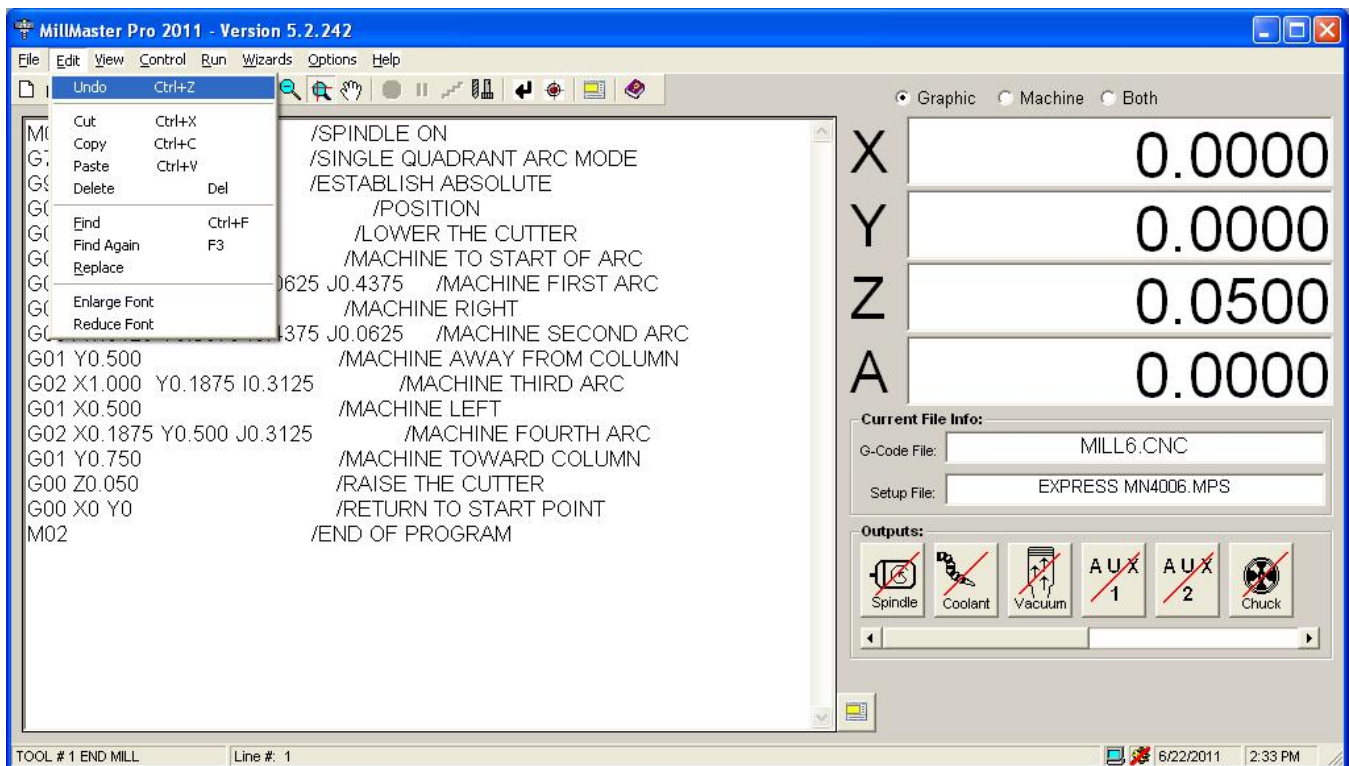 MillMaster Pro 2011 - Version 5.2.242
File Edit View Control Run Wizards Options Help
Undo Ctrl+Z
Cut Ctrl+X
Copy Ctrl+C
Paste Ctrl+V
Delete Del
Find Ctrl+F
Find Again F3
Replace
Enlarge Font
Reduce Font
/SPINDLE ON
/SINGLE QUADRANT ARC MODE
/ESTABLISH ABSOLUTE
/POSITION
/LOWER THE CUTTER
/MACHINE TO START OF ARC
J0.4375 /MACHINE FIRST ARC
/MACHINE RIGHT
J0.0625 /MACHINE SECOND ARC
G01 Y0.500 /MACHINE AWAY FROM COLUMN
G02 X1.000 Y0.1875 I0.3125 /MACHINE THIRD ARC
G01 X0.500 /MACHINE LEFT
G02 X0.1875 Y0.500 J0.3125 /MACHINE FOURTH ARC
G01 Y0.750 /MACHINE TOWARD COLUMN
G00 Z0.050 /RAISE THE CUTTER
G00 X0 Y0 /RETURN TO START POINT
M02 /END OF PROGRAM
Graphic Machine Both
X 0.0000
Y 0.0000
Z 0.0500
A 0.0000
Current File Info:
G-Code File: MILL6.CNC
Setup File: EXPRESS MN4006.MPS
Outputs:
Spindle Coolant Vacuum AUX 1 AUX 2 Chuck
TOOL # 1 END MILL Line #: 1 6/22/2011 2:33 PM